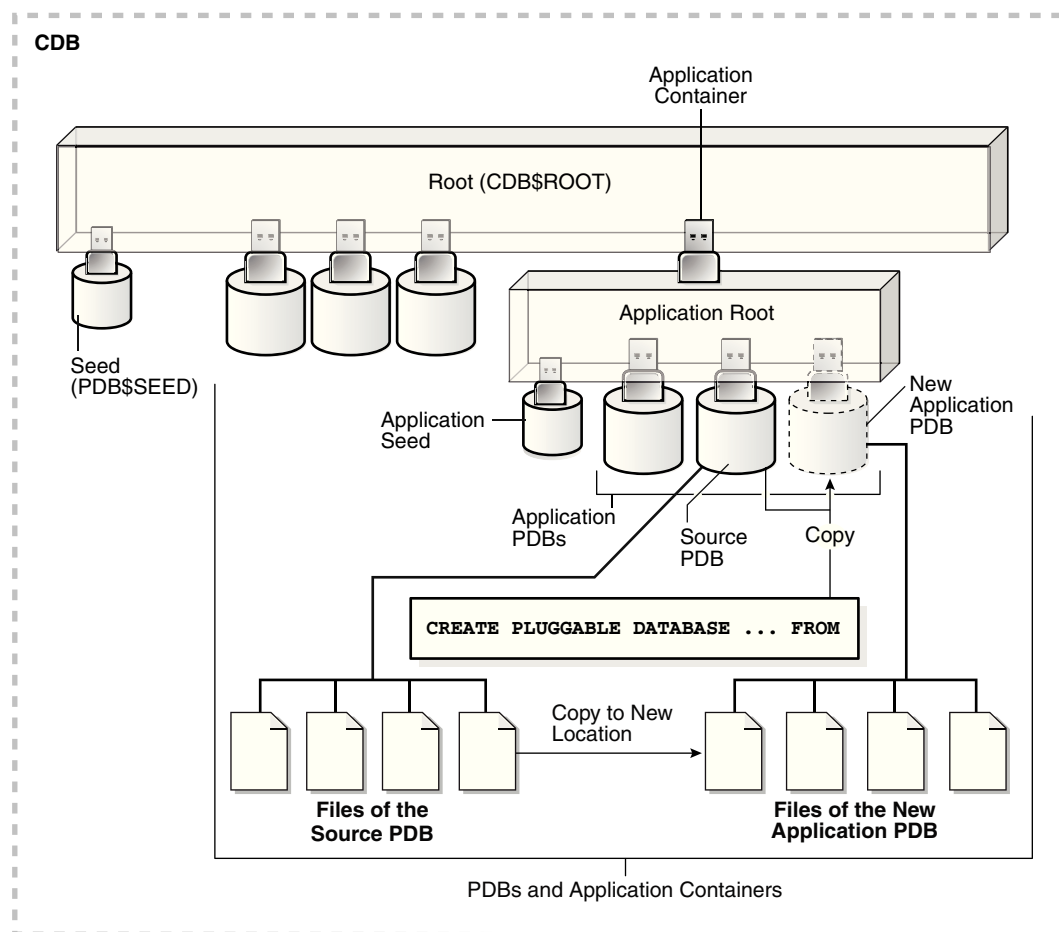 CDB
Application
Container
Root (CDB$ROOT)
Application Root
Seed
(PDB$SEED)
Application
Seed
New
Application
PDB
Application
PDBs
Source
PDB
Copy
CREATE PLUGGABLE DATABASE ... FROM
Copy to New
Location
Files of the
Source PDB
Files of the New
Application PDB
PDBs and Application Containers